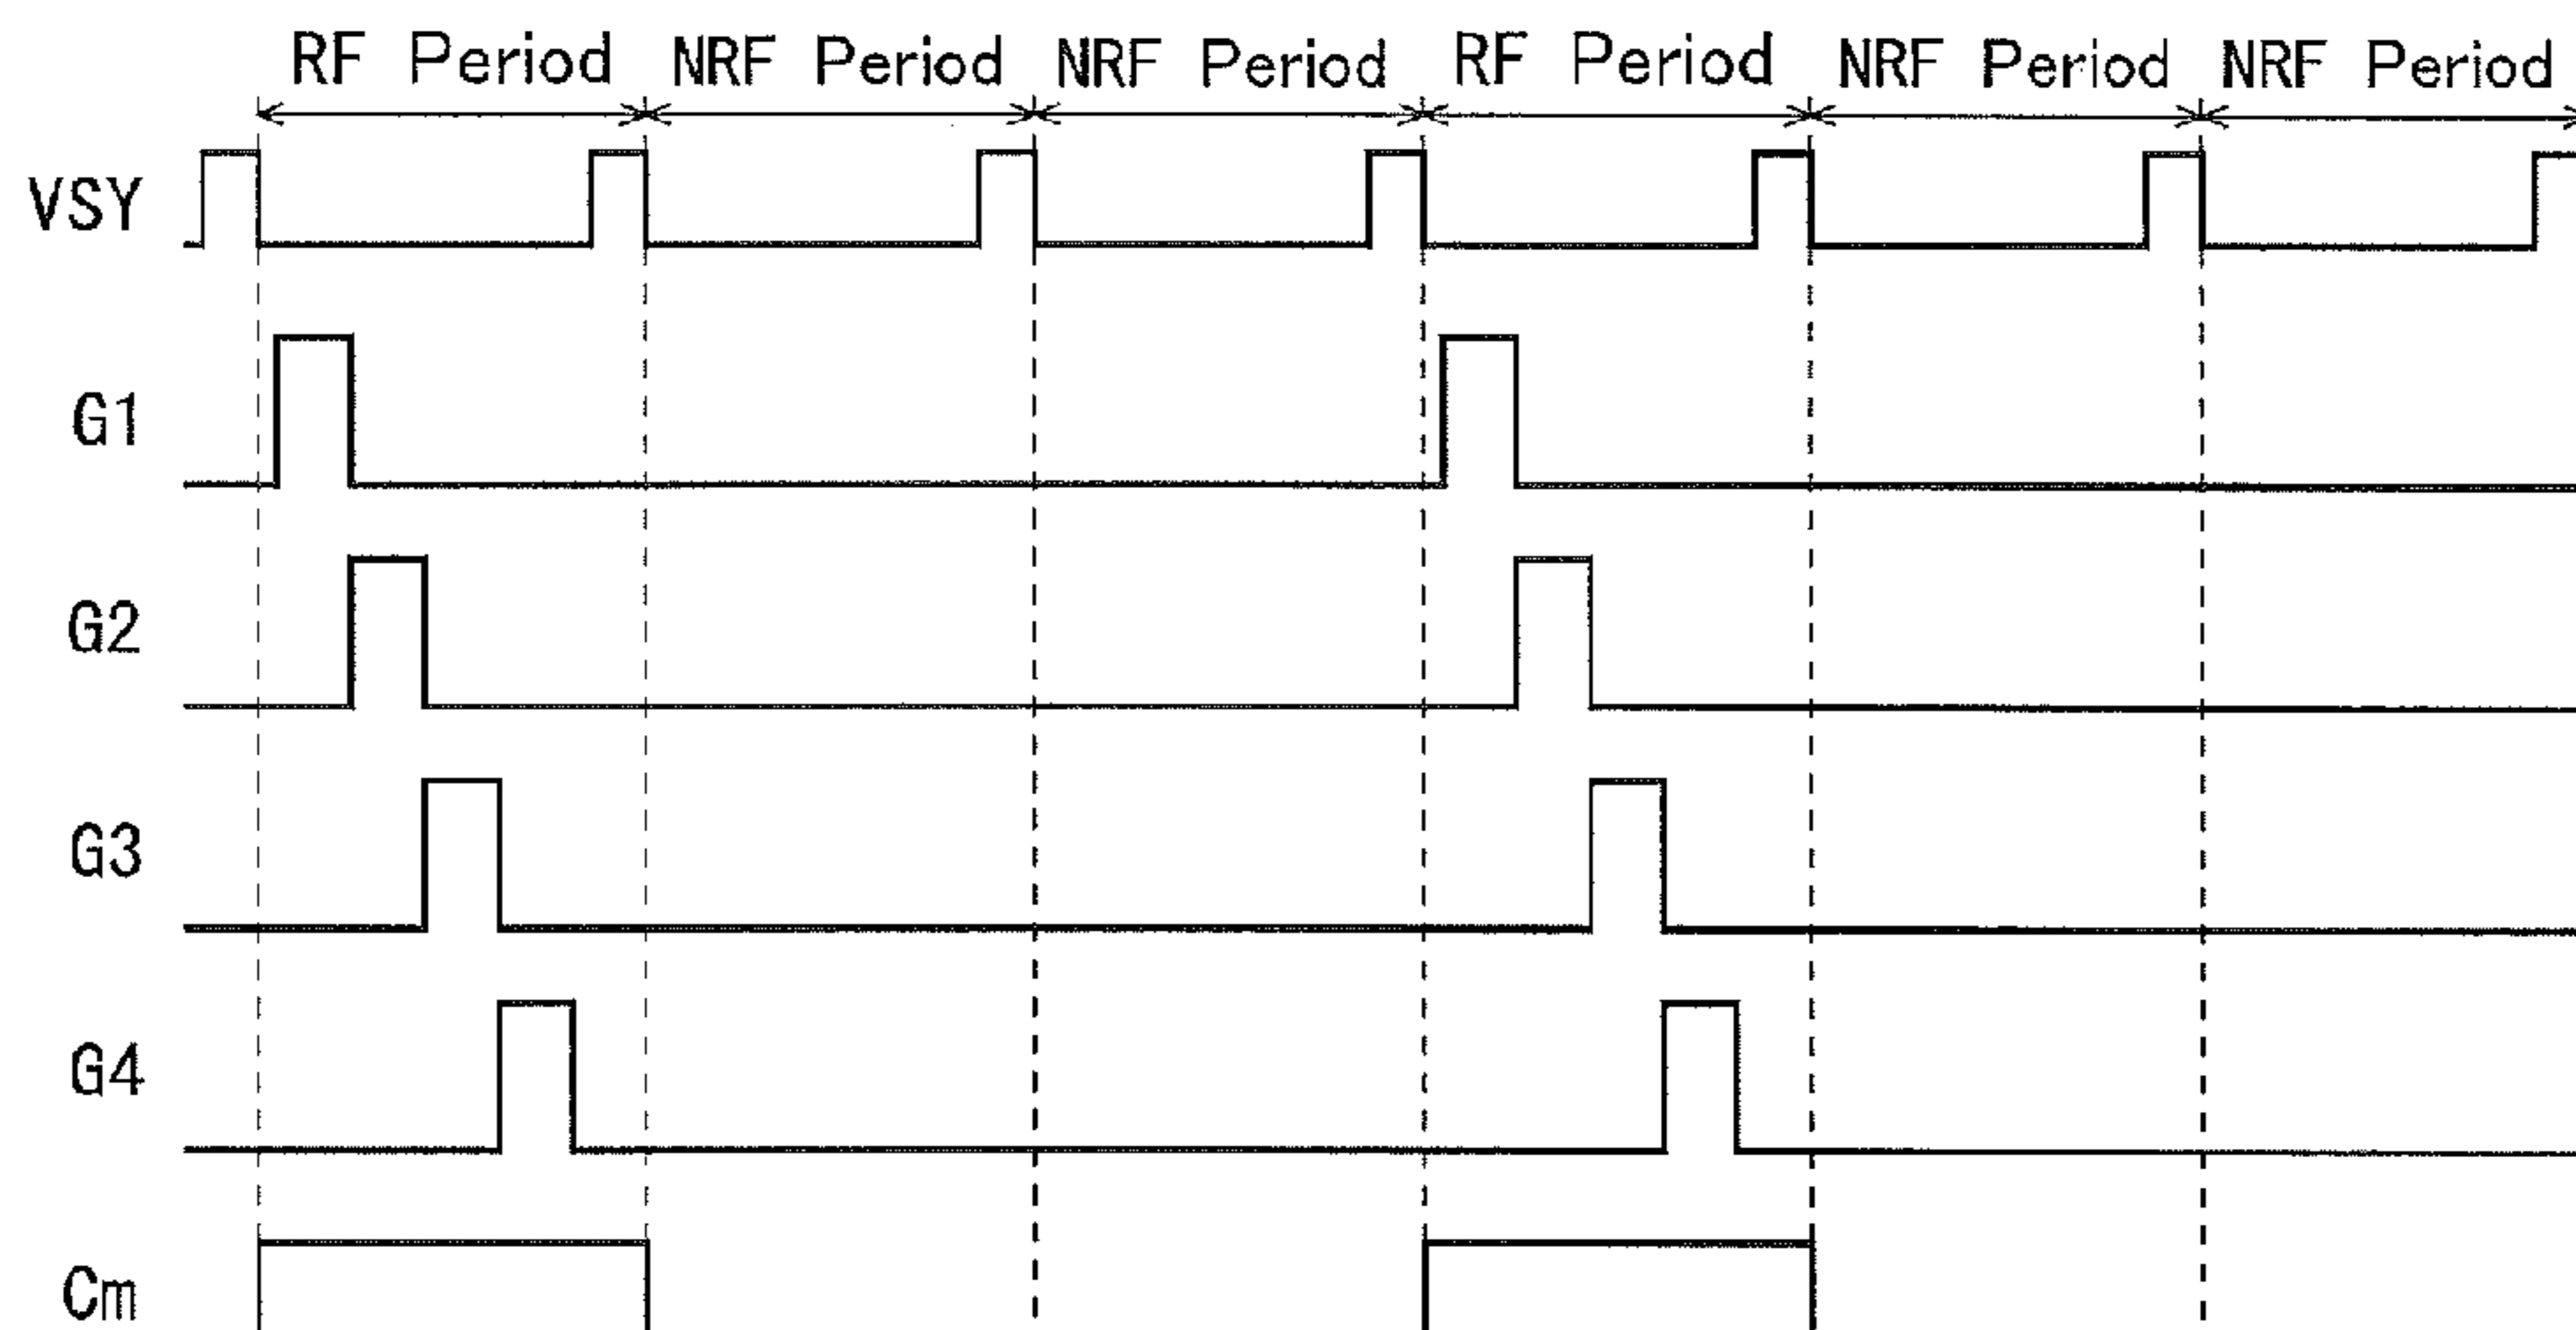 RF Period NRF Period NRF Period RF Period NRF Period NRF Period
VSY
G1
G2
G3
G4
Cm